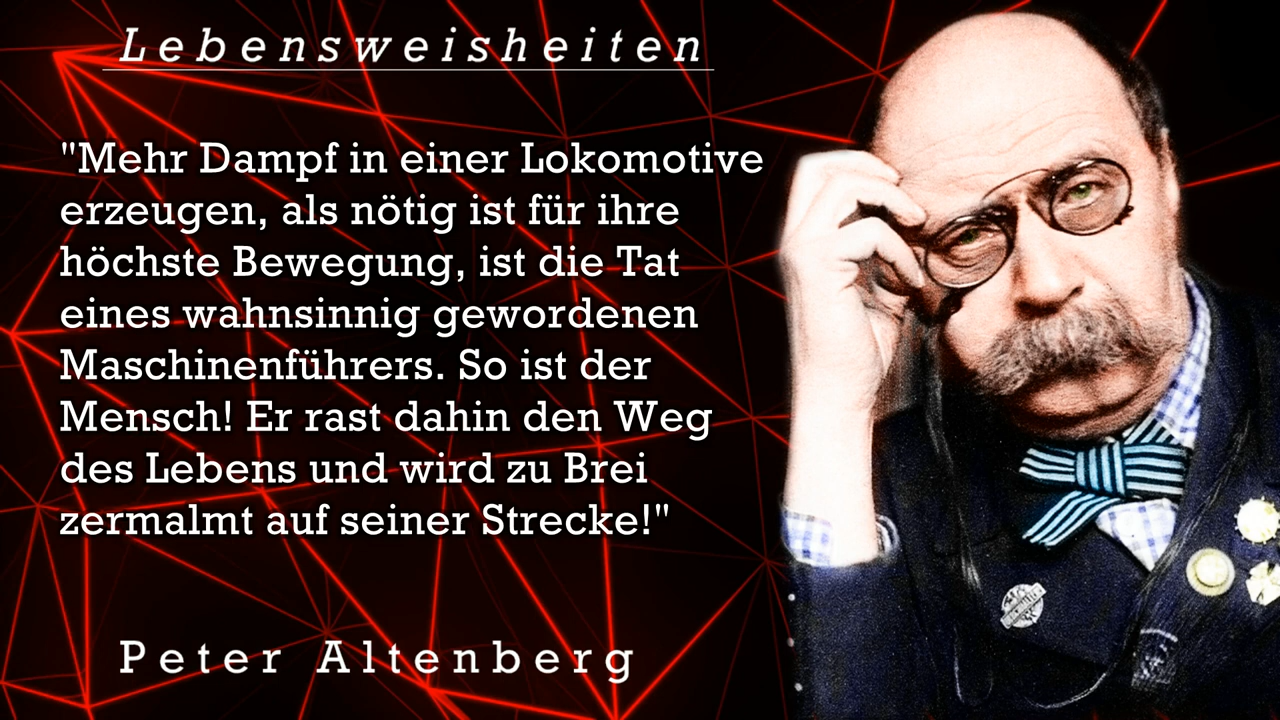 Lebensweisheiten
"Mehr Dampf in einer Lokomotive
erzeugen, als nötig ist für ihre
höchste Bewegung, ist die Tat
eines wahnsinnig gewordenen
Maschinenführers. So ist der
Mensch! Er rast dahin den Weg
des Lebens und wird zu Brei
zermalmt auf seiner Strecke!"
Peter Altenberg